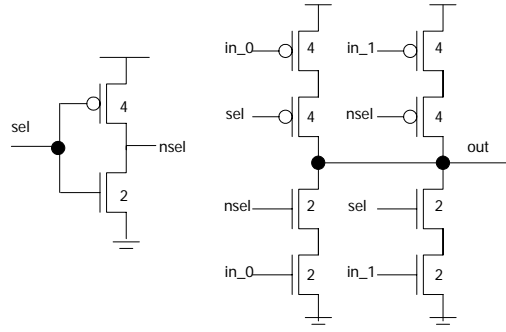 in_0 4 in_1 4
sel 4 nsel 4
4
sel
nsel
out
2
nsel 2 sel 2
in_0 2 in_1 2